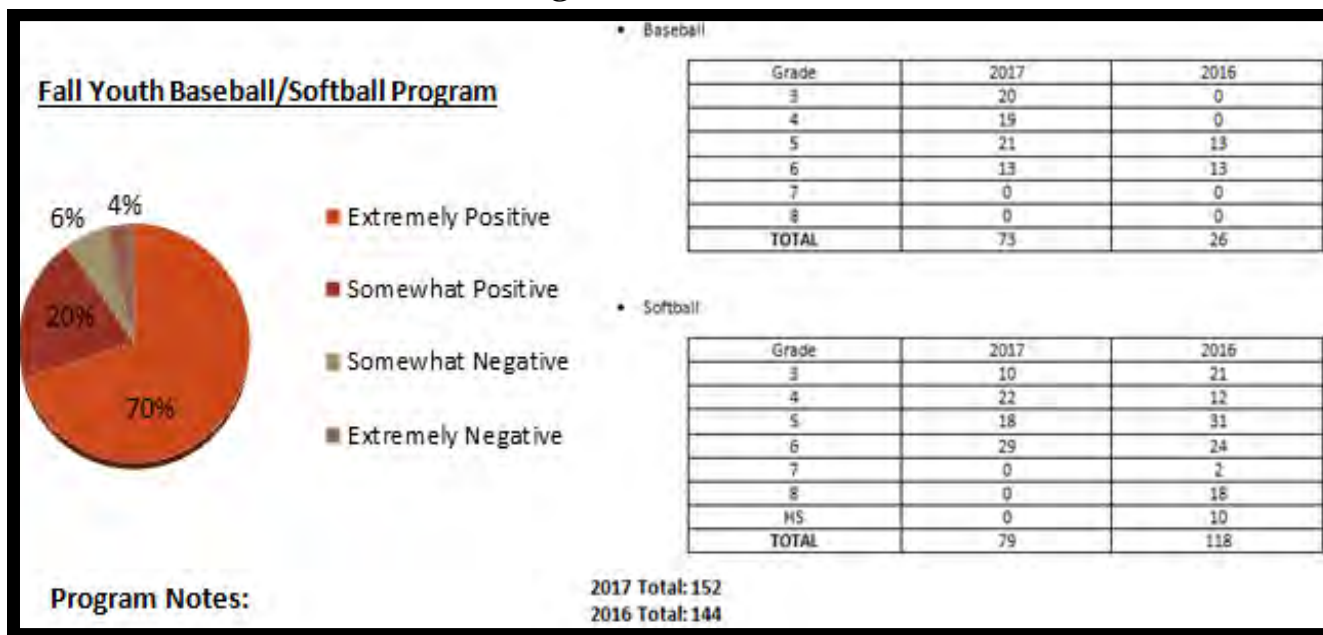 Fall Youth Baseball/Softball Program
6%
4%
20%
70%
Extremely Positive
Somewhat Positive
Somewhat Negative
Extremely Negative
• Baseball
Grade 2017 2016
3 20 0
4 19 0
5 21 13
6 13 13
7 0 0
8 0 0
TOTAL 73 26
• Softball
Grade 2017 2016
3 10 21
4 22 12
5 18 31
6 29 24
7 0 2
8 0 18
HS 0 10
TOTAL 79 118
Program Notes:
2017 Total: 152
2016 Total: 144